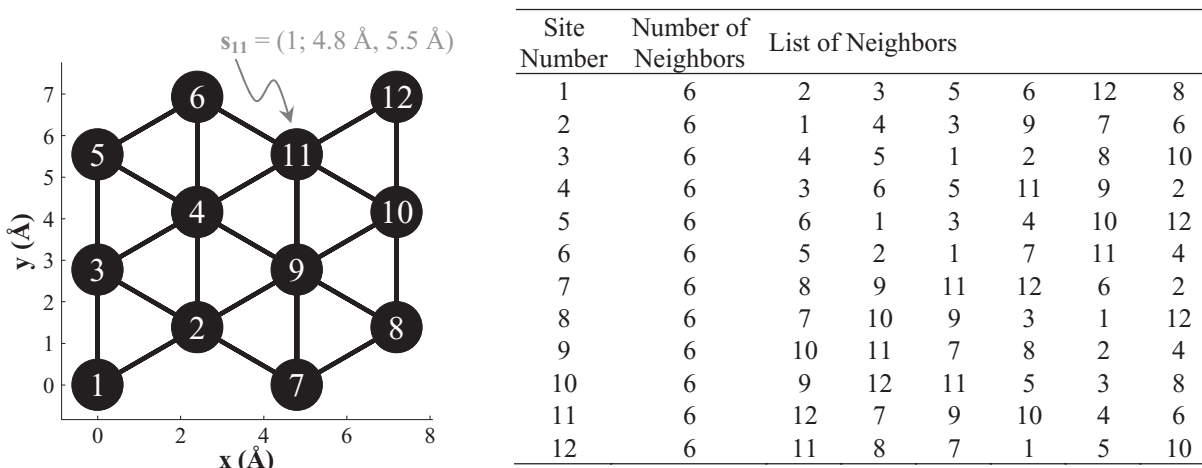 s₁₁ = (1; 4.8 Å, 5.5 Å)
7
6
5
4
3
2
1
0
y (Å)
6 12
5 11
4 10
3 9
2 8
1 7
0 2 4 6 8
x (Å)
Site Number of List of Neighbors
Number Neighbors
1 6 2 3 5 6 12 8
2 6 1 4 3 9 7 6
3 6 4 5 1 2 8 10
4 6 3 6 5 11 9 2
5 6 6 1 3 4 10 12
6 6 5 2 1 7 11 4
7 6 8 9 11 12 6 2
8 6 7 10 9 3 1 12
9 6 10 11 7 8 2 4
10 6 9 12 11 5 3 8
11 6 12 7 9 10 4 6
12 6 11 8 7 1 5 10